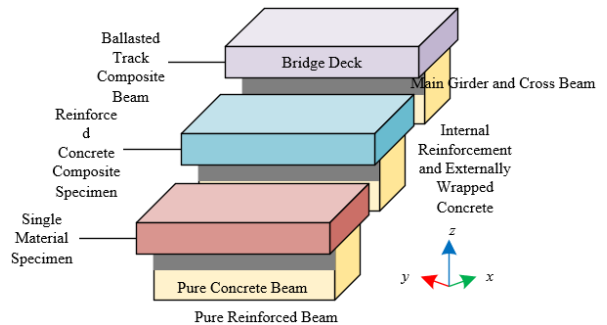 Ballasted
Track
Composite
Beam
Bridge Deck
Main Girder and Cross Beam
Reinforce
d
Concrete
Composite
Specimen
Internal
Reinforcement
and Externally
Wrapped
Concrete
Single
Material
Specimen
Pure Concrete Beam
Pure Reinforced Beam
z
y
x